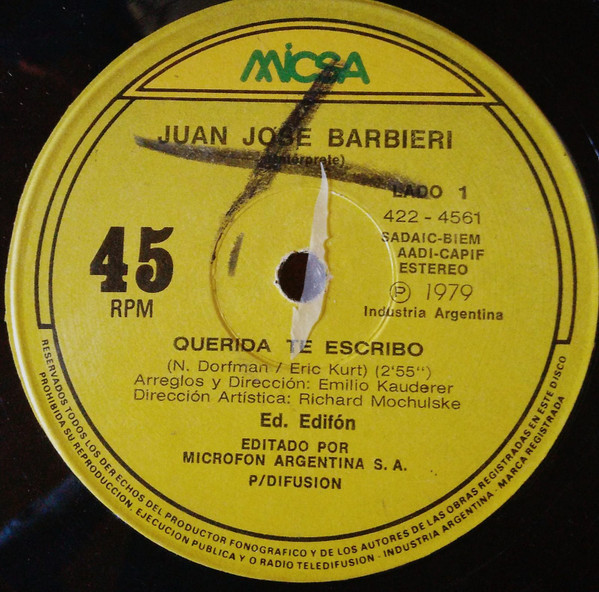 MICSA
JUAN JOSE BARBIERI
(Intérprete)
LADO 1
422 - 4561
SADAIC-BIEM
AADI-CAPIF
ESTEREO
45
RPM
Ⓟ 1979
Industria Argentina
QUERIDA TE ESCRIBO
(N. Dorfman / Eric Kurt) (2'55")
Arreglos y Dirección: Emilio Kauderer
Dirección Artística: Richard Mochulske
Ed. Edifón
EDITADO POR
MICROFON ARGENTINA S. A.
P/DIFUSION
RESERVADOS TODOS LOS DERECHOS DEL PRODUCTOR FONOGRAFICO Y DE LOS AUTORES DE LAS OBRAS REGISTRADAS EN ESTE DISCO
PROHIBIDA SU REPRODUCCION, EJECUCION PUBLICA Y O RADIO TELEDIFUSION - INDUSTRIA ARGENTINA - MARCA REGISTRADA